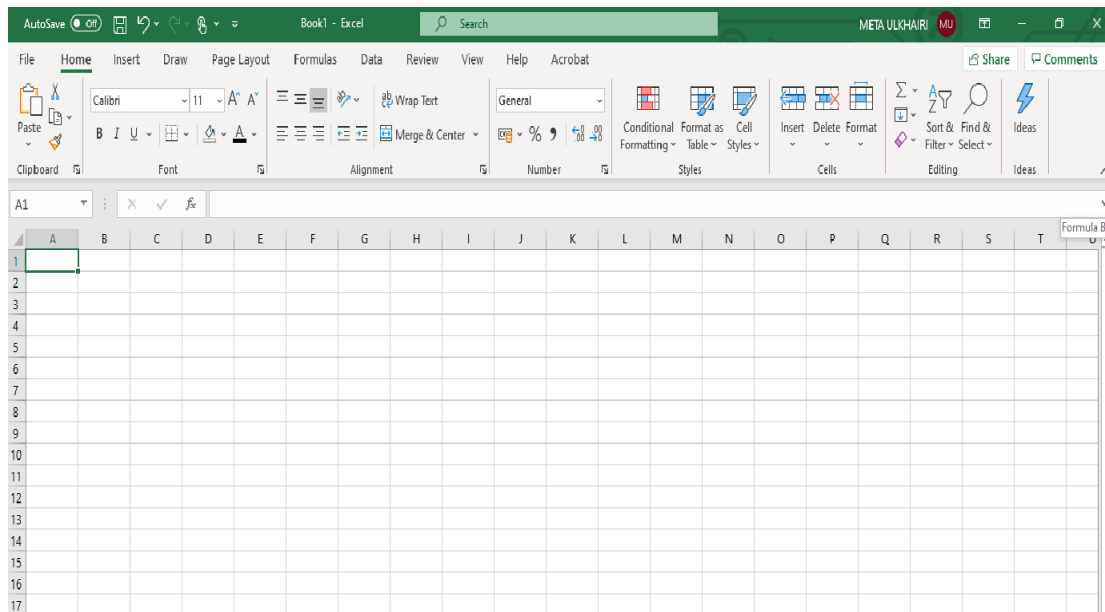 AutoSave Off Book1 - Excel Search META ULKHAIRI MU
File Home Insert Draw Page Layout Formulas Data Review View Help Acrobat Share Comments
Calibri 11 A A ab Wrap Text General
Paste B I U A Merge & Center % 9 Conditional Formatting Format as Table Cell Styles Insert Delete Format Sort & Filter Find & Select Ideas
Clipboard Font Alignment Number Styles Cells Editing Ideas
A1 fx
Formula B
A B C D E F G H I J K L M N O P Q R S T U
1
2
3
4
5
6
7
8
9
10
11
12
13
14
15
16
17